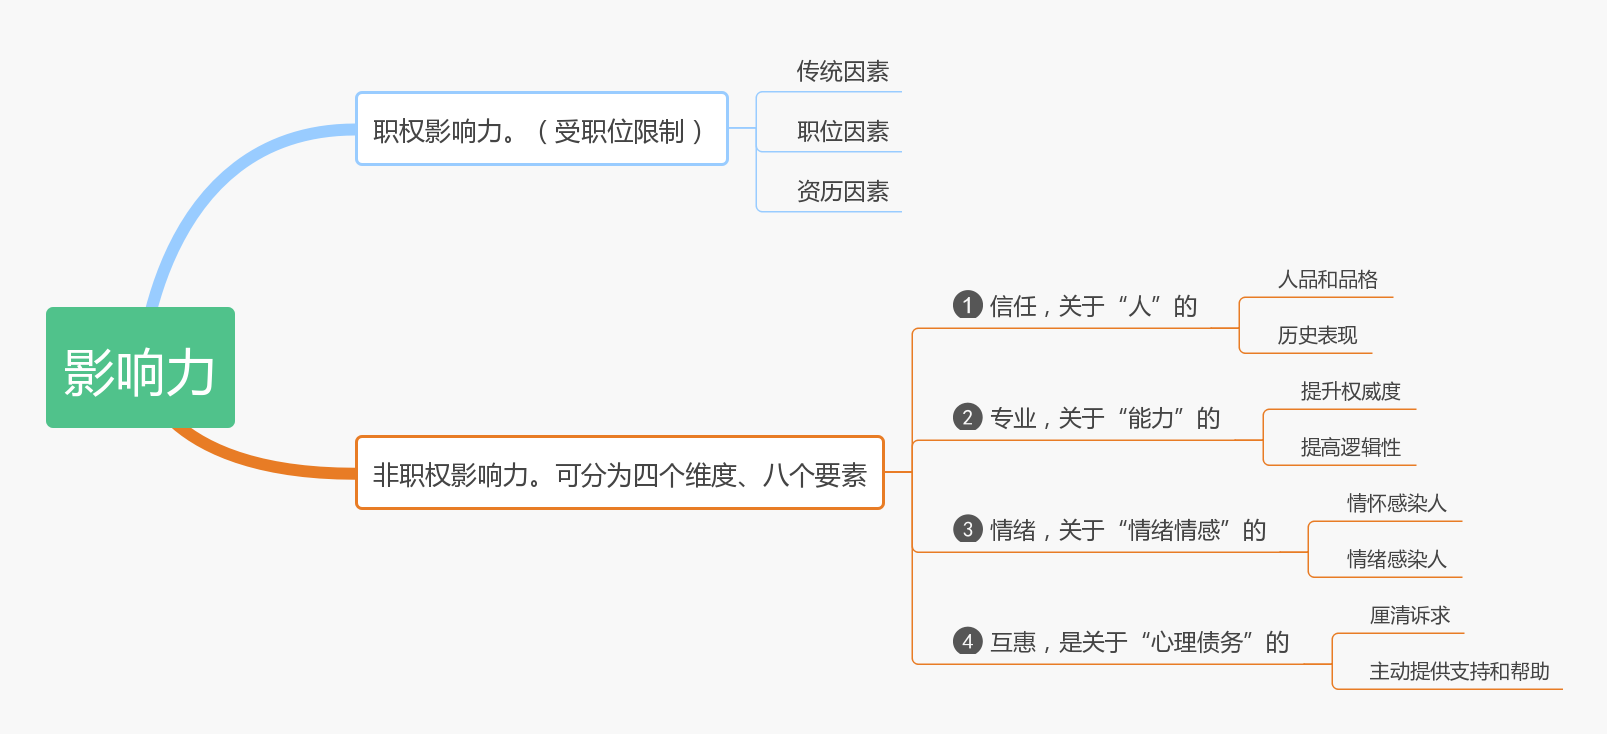 影响力
职权影响力。（受职位限制）
传统因素
职位因素
资历因素
非职权影响力。可分为四个维度、八个要素
1 信任，关于“人”的
人品和品格
历史表现
2 专业，关于“能力”的
提升权威度
提高逻辑性
3 情绪，关于“情绪情感”的
情怀感染人
情绪感染人
4 互惠，是关于“心理债务”的
厘清诉求
主动提供支持和帮助